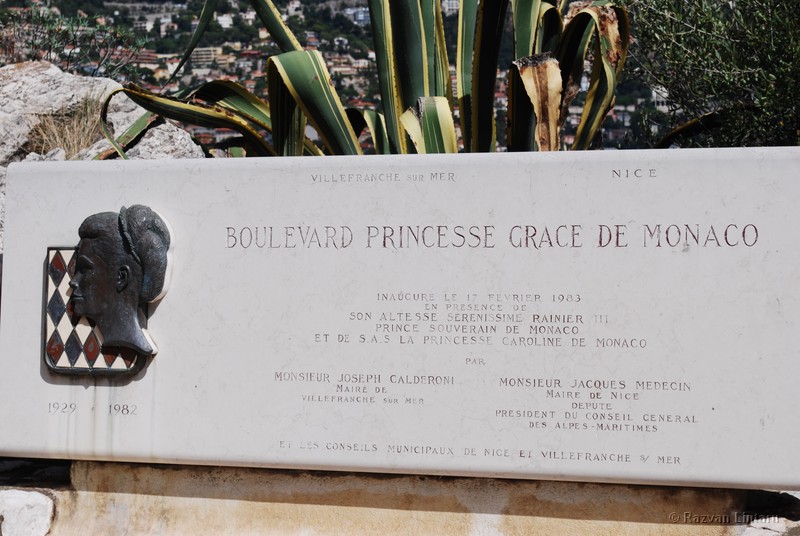 VILLEFRANCHE SUR MER NICE
BOULEVARD PRINCESSE GRACE DE MONACO
INAUGURE LE 17 FEVRIER 1983
EN PRESENCE DE
SON ALTESSE SERENISSIME RAINIER III
PRINCE SOUVERAIN DE MONACO
ET DE S.A.S LA PRINCESSE CAROLINE DE MONACO
PAR
MONSIEUR JOSEPH CALDERONI
MAIRE DE
VILLEFRANCHE SUR MER
MONSIEUR JACQUES MEDECIN
MAIRE DE NICE
DEPUTE
PRESIDENT DU CONSEIL GENERAL
DES ALPES-MARITIMES
1929 1982
ET LES CONSEILS MUNICIPAUX DE NICE ET VILLEFRANCHE S/ MER
© Razvan Lintaru